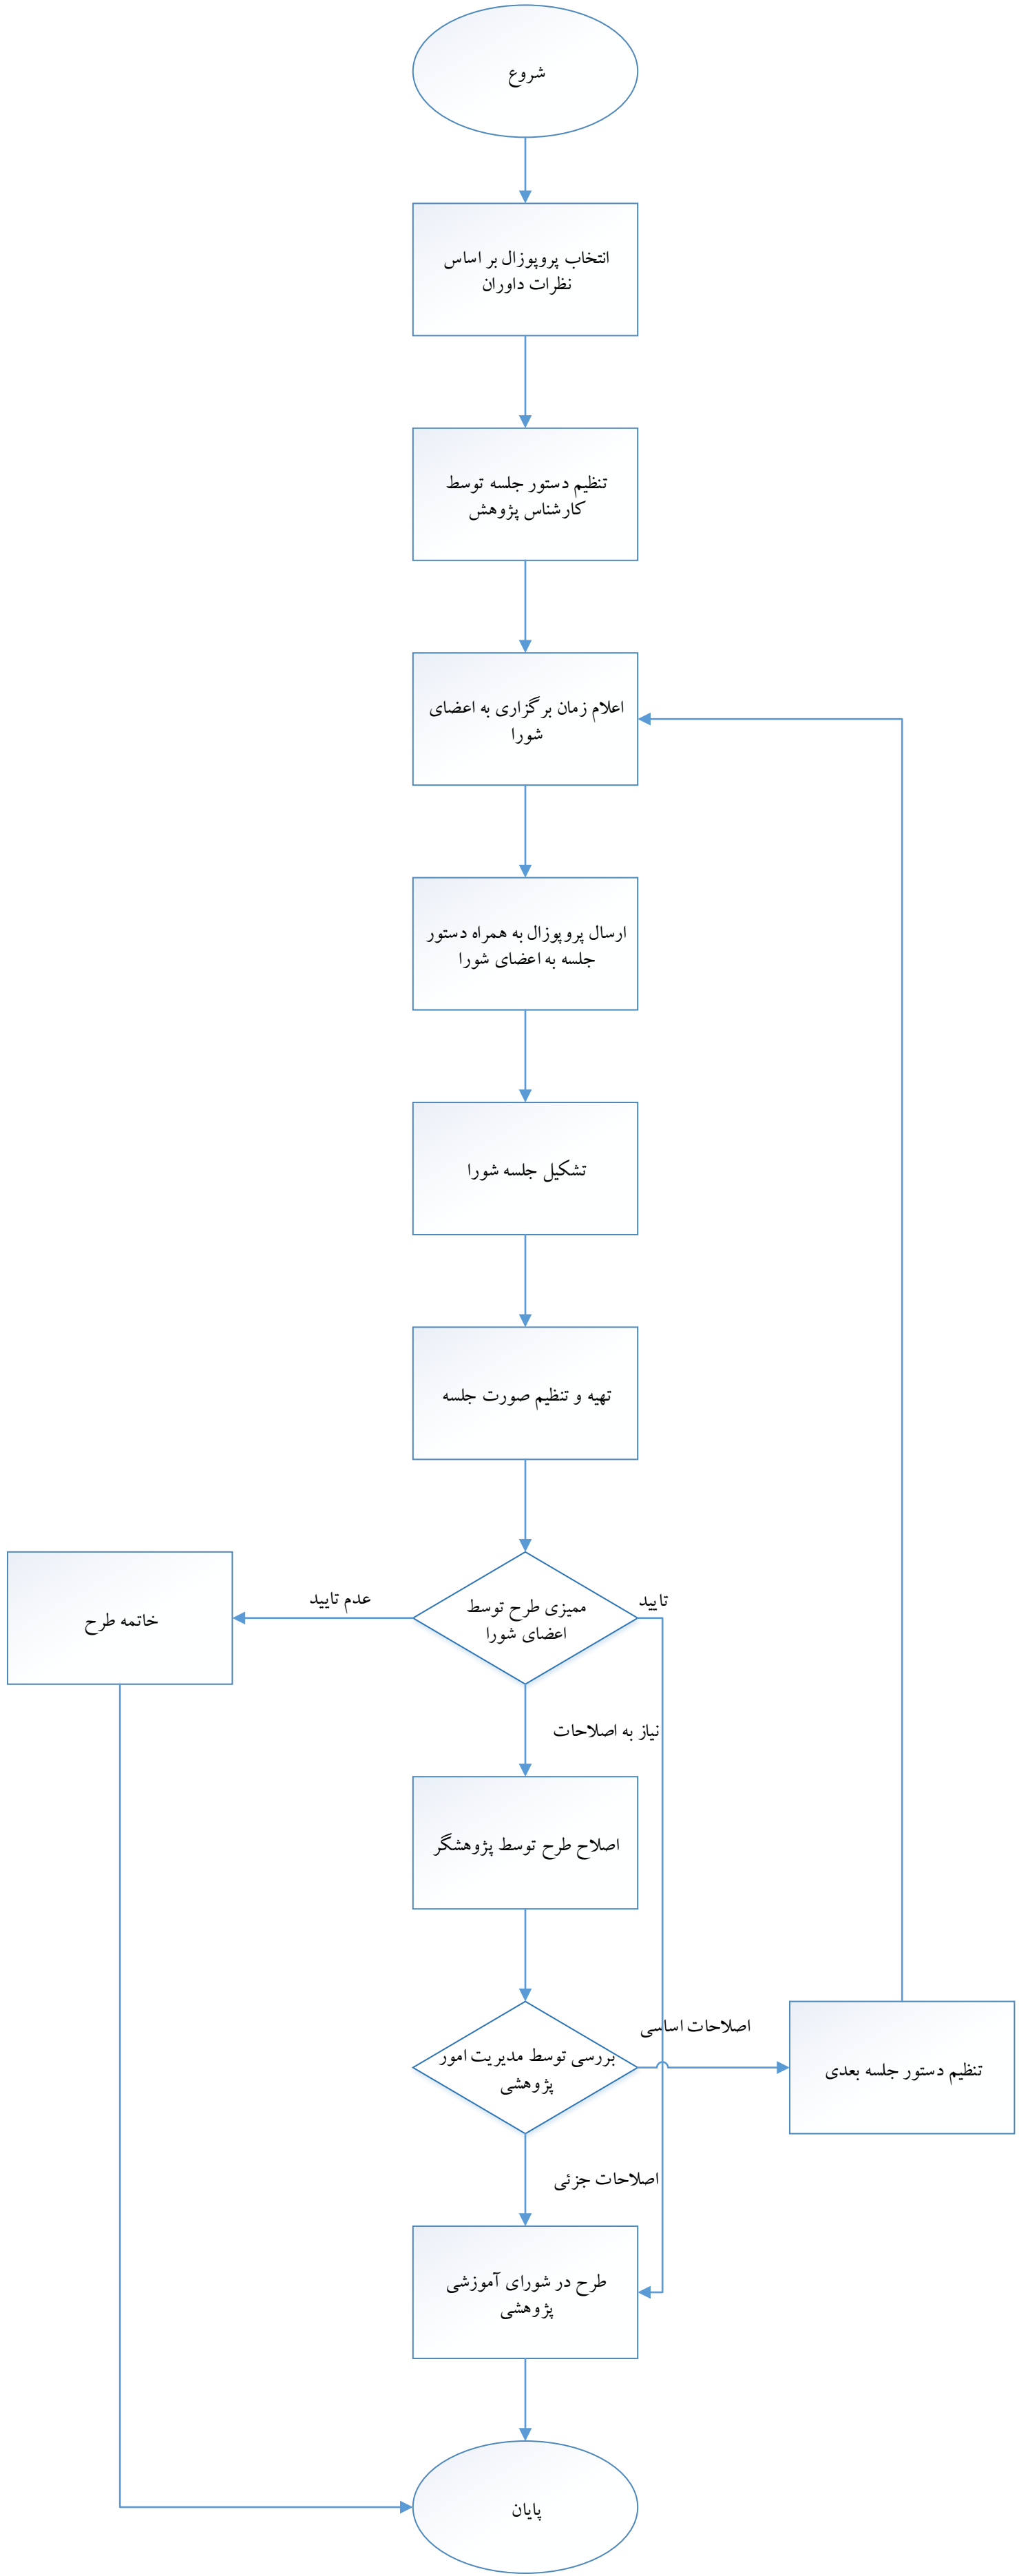 شروع
انتخاب پروپوزال بر اساس
نظرات داوران
تنظیم دستور جلسه توسط
کارشناس پژوهش
اعلام زمان برگزاری به اعضای
شورا
ارسال پروپوزال به همراه دستور
جلسه به اعضای شورا
تشکیل جلسه شورا
تهیه و تنظیم صورت جلسه
ممیزی طرح توسط
اعضای شورا
تایید
عدم تایید
خاتمه طرح
نیاز به اصلاحات
اصلاح طرح توسط پژوهشگر
بررسی توسط مدیریت امور
پژوهشی
اصلاحات اساسی
تنظیم دستور جلسه بعدی
اصلاحات جزئی
طرح در شورای آموزشی
پژوهشی
پایان